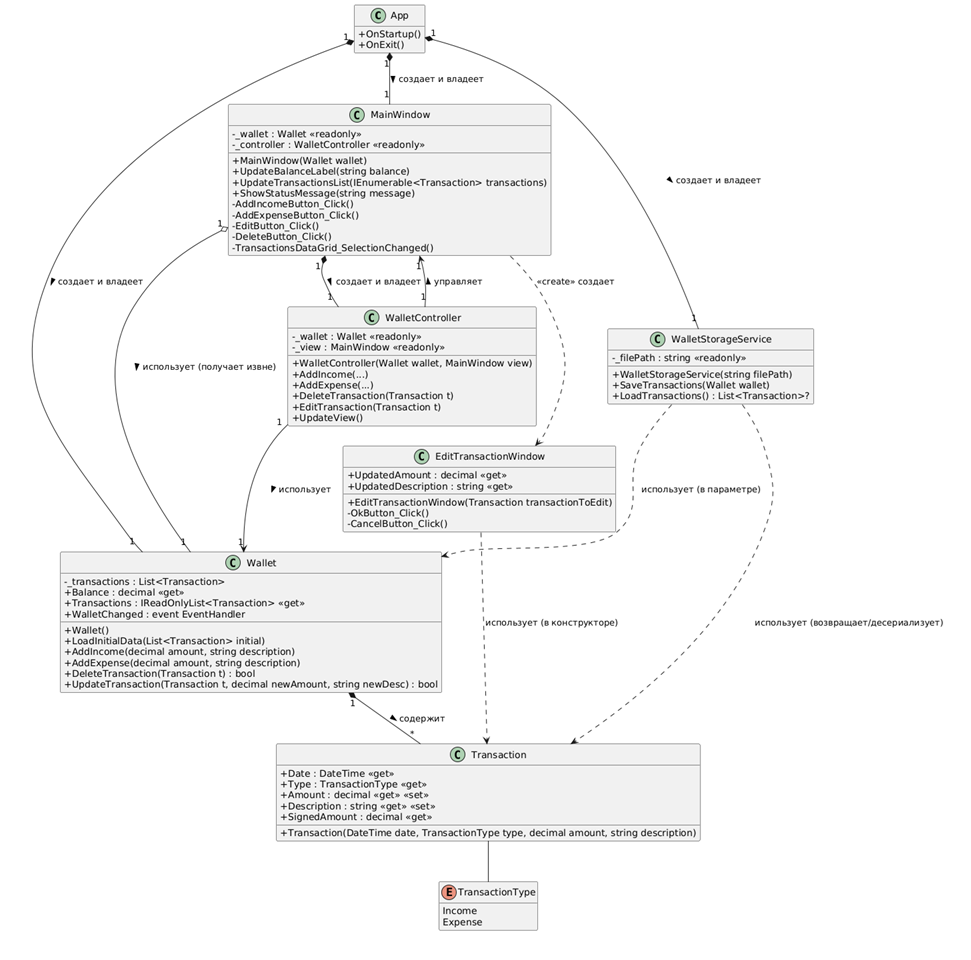 C App
+OnStartup()
+OnExit()
1
1
1
создает и владеет
1
C MainWindow
-_wallet : Wallet «readonly»
-_controller : WalletController «readonly»
+MainWindow(Wallet wallet)
+UpdateBalanceLabel(string balance)
+UpdateTransactionsList(IEnumerable<Transaction> transactions)
+ShowStatusMessage(string message)
-AddIncomeButton_Click()
-AddExpenseButton_Click()
-EditButton_Click()
-DeleteButton_Click()
-TransactionsDataGrid_SelectionChanged()
создает и владеет
1
1
1
создает и владеет
создает и владеет
управляет
«create» создает
1
1
C WalletController
-_wallet : Wallet «readonly»
-_view : MainWindow «readonly»
+WalletController(Wallet wallet, MainWindow view)
+AddIncome(...)
+AddExpense(...)
+DeleteTransaction(Transaction t)
+EditTransaction(Transaction t)
+UpdateView()
1
C WalletStorageService
-_filePath : string «readonly»
+WalletStorageService(string filePath)
+SaveTransactions(Wallet wallet)
+LoadTransactions() : List<Transaction>?
использует (получает извне)
1
C EditTransactionWindow
+UpdatedAmount : decimal «get»
+UpdatedDescription : string «get»
+EditTransactionWindow(Transaction transactionToEdit)
-OkButton_Click()
-CancelButton_Click()
использует
использует (в параметре)
1
1
1
C Wallet
-_transactions : List<Transaction>
+Balance : decimal «get»
+Transactions : IReadOnlyList<Transaction> «get»
+WalletChanged : event EventHandler
+Wallet()
+LoadInitialData(List<Transaction> initial)
+AddIncome(decimal amount, string description)
+AddExpense(decimal amount, string description)
+DeleteTransaction(Transaction t) : bool
+UpdateTransaction(Transaction t, decimal newAmount, string newDesc) : bool
использует (в конструкторе)
использует (возвращает/десериализует)
1
содержит
*
C Transaction
+Date : DateTime «get»
+Type : TransactionType «get»
+Amount : decimal «get» «set»
+Description : string «get» «set»
+SignedAmount : decimal «get»
+Transaction(DateTime date, TransactionType type, decimal amount, string description)
E TransactionType
Income
Expense